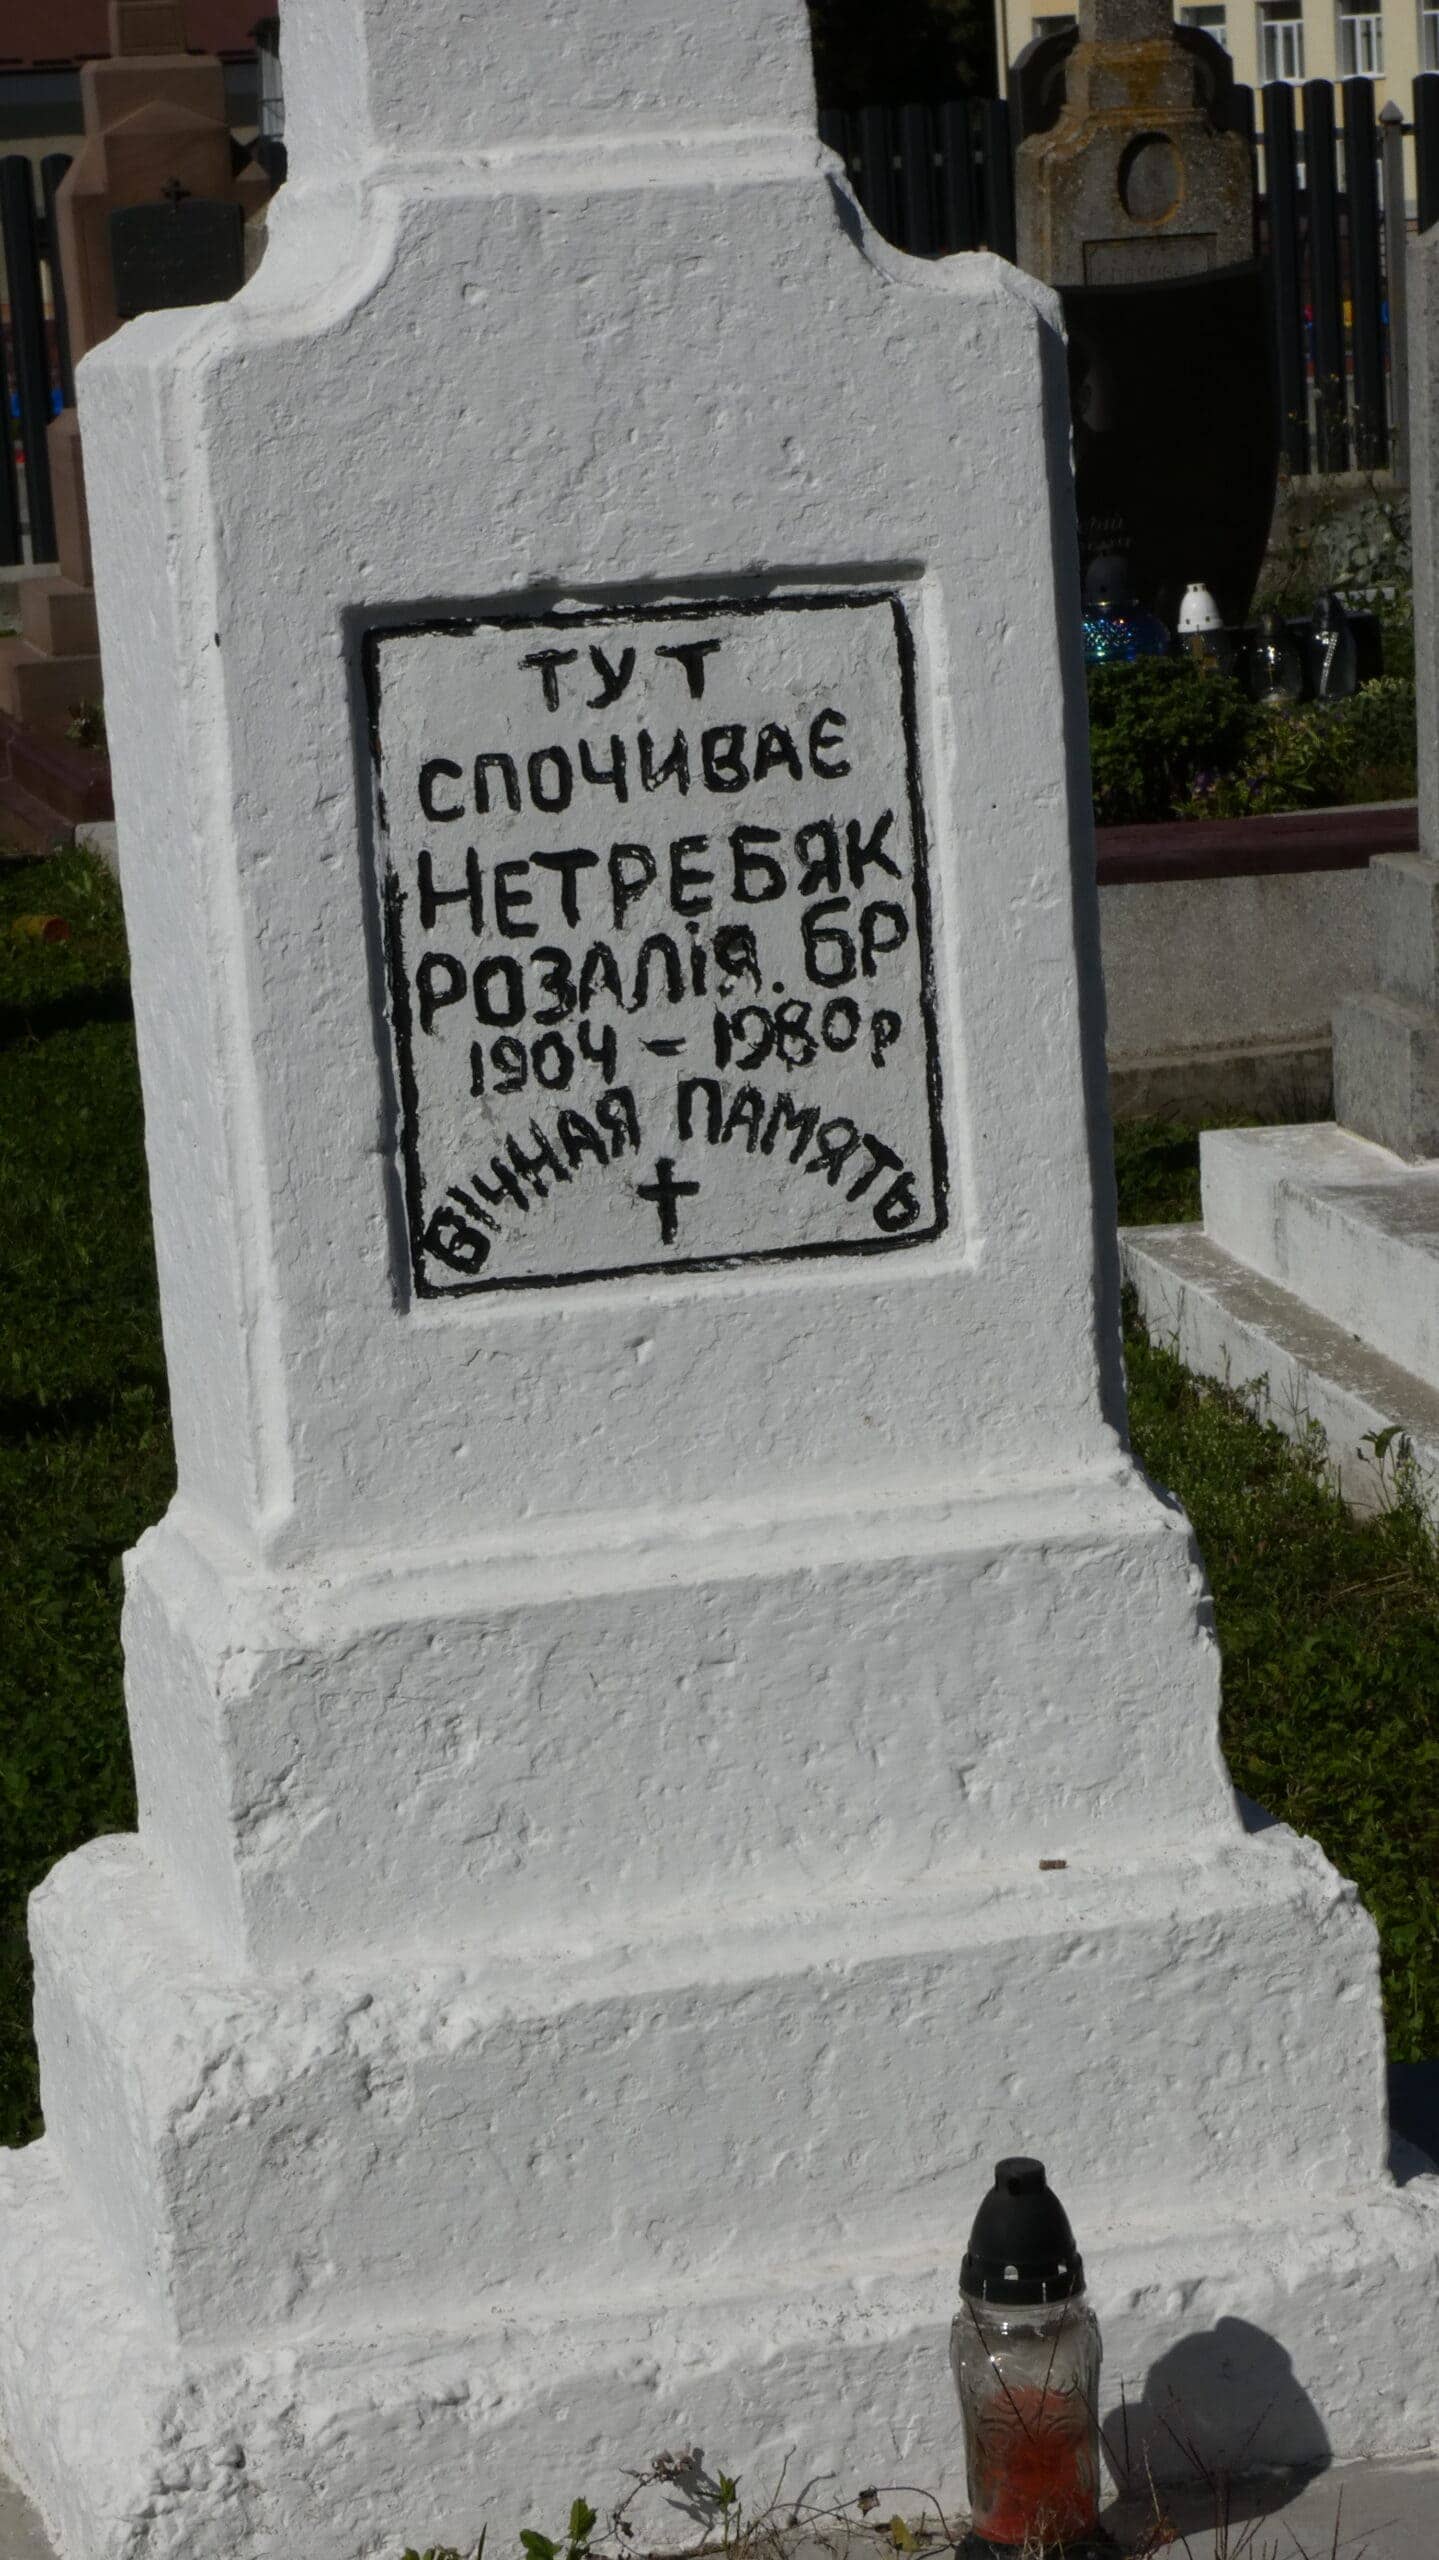 ТУТ
СПОЧИВАЄ
НЕТРЕБЯК
РОЗАЛІЯ. БР
1904 - 1980р
ВІЧНАЯ ПАМЯТЬ